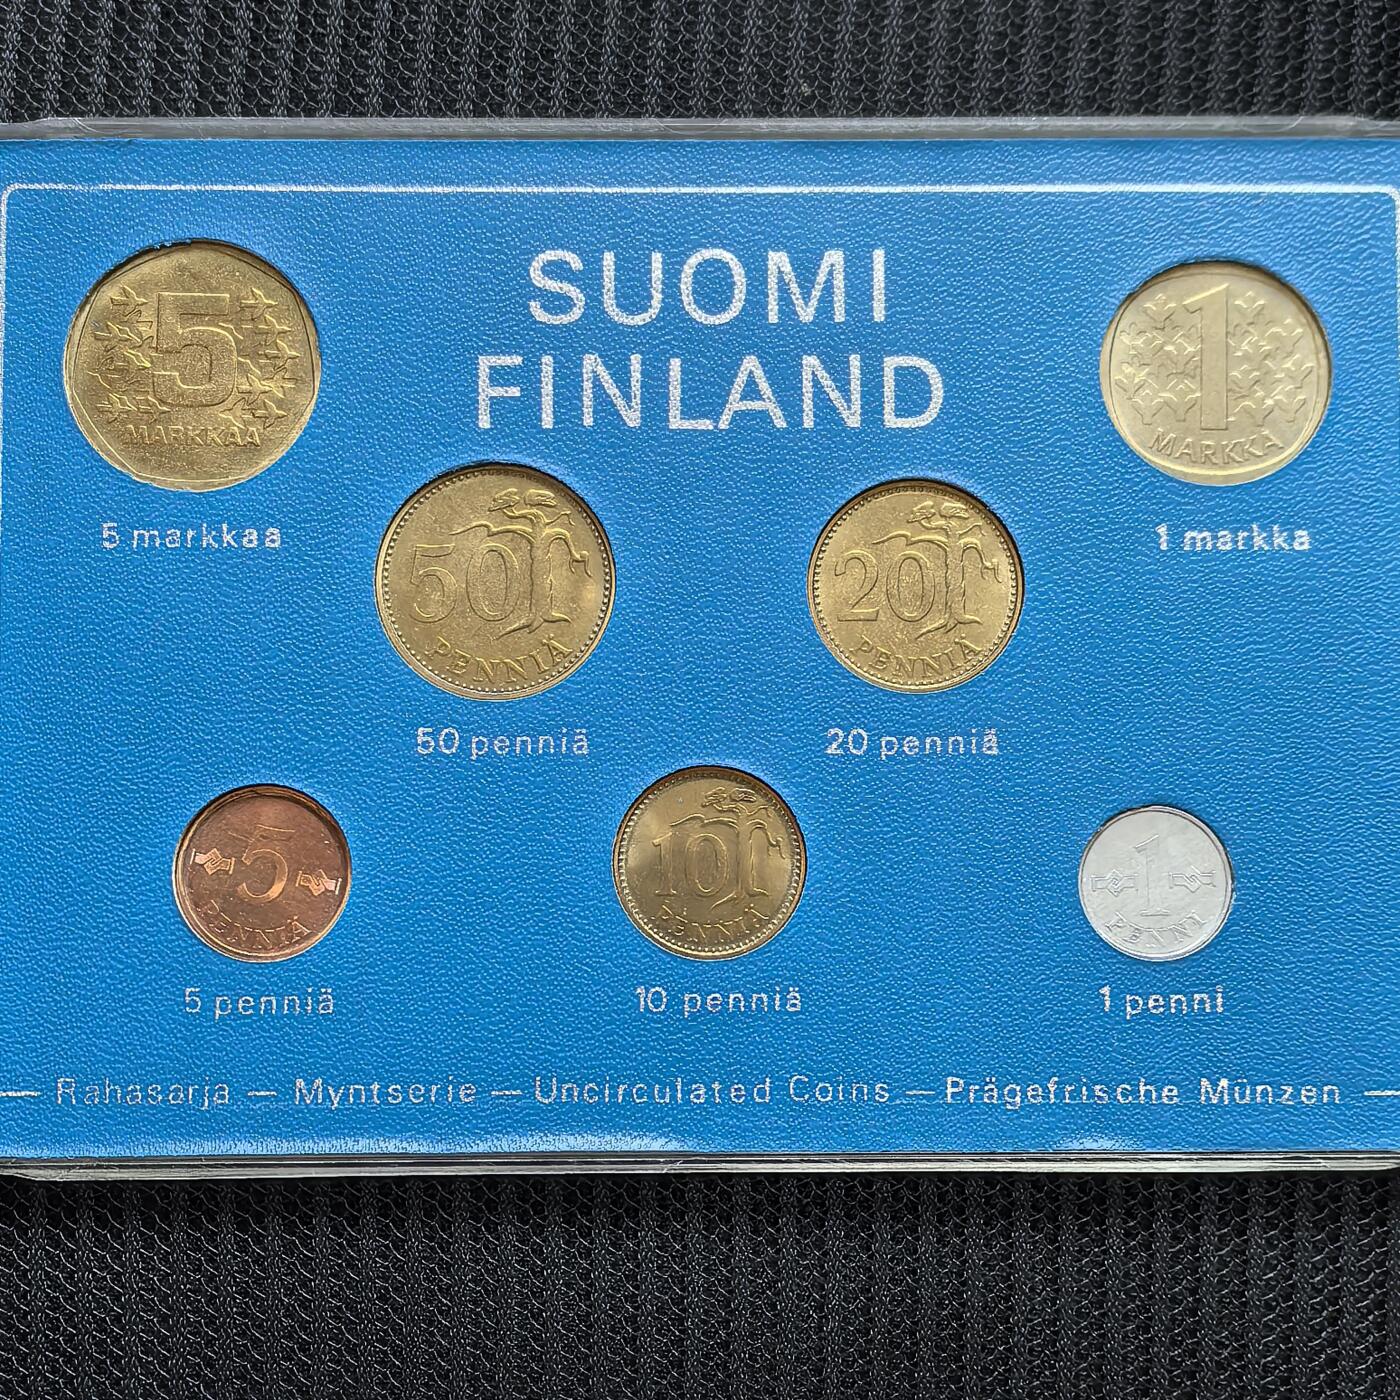 SUOMI
FINLAND
5
MARKKAA
5 markkaa
1
MARKKA
1 markka
50
PENNIÄ
50 penniä
20
PENNIÄ
20 penniä
5
PENNIÄ
5 penniä
10
PENNIÄ
10 penniä
1
PENNI
1 penni
— Rahasarja — Myntserie — Uncirculated Coins — Prägefrische Münzen —